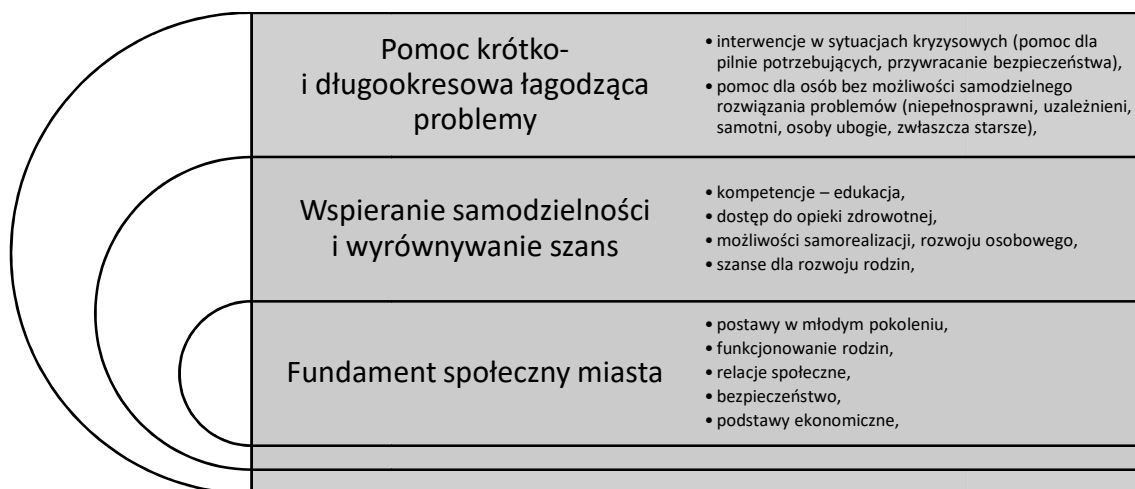 Pomoc krótko-
i długookresowa łagodząca
problemy
• interwencje w sytuacjach kryzysowych (pomoc dla
pilnie potrzebujących, przywracanie bezpieczeństwa),
• pomoc dla osób bez możliwości samodzielnego
rozwiązania problemów (niepełnosprawni, uzależnieni,
samotni, osoby ubogie, zwłaszcza starsze),
Wspieranie samodzielności
i wyrównywanie szans
• kompetencje – edukacja,
• dostęp do opieki zdrowotnej,
• możliwości samorealizacji, rozwoju osobowego,
• szanse dla rozwoju rodzin,
Fundament społeczny miasta
• postawy w młodym pokoleniu,
• funkcjonowanie rodzin,
• relacje społeczne,
• bezpieczeństwo,
• podstawy ekonomiczne,